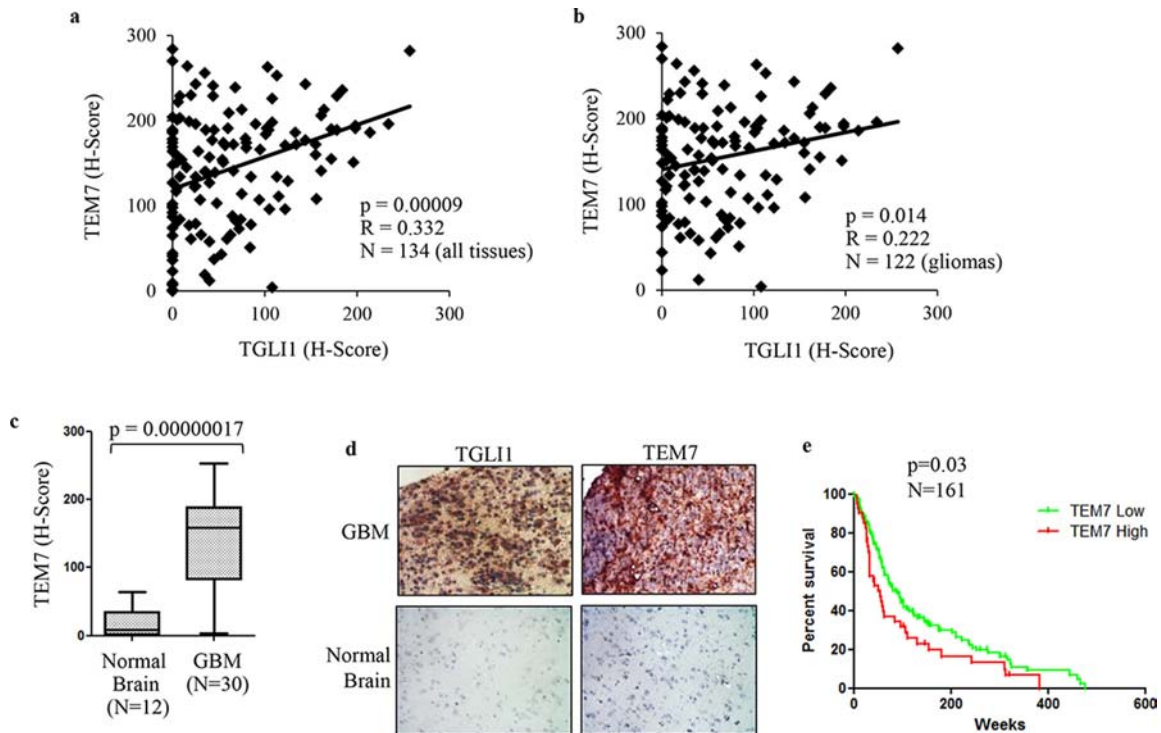 a
300
200
100
0
TEM7 (H-Score)
0 100 200 300
TGLI1 (H-Score)
p = 0.00009
R = 0.332
N = 134 (all tissues)
b
300
200
100
0
TEM7 (H-Score)
0 100 200 300
TGLI1 (H-Score)
p = 0.014
R = 0.222
N = 122 (gliomas)
c
p = 0.00000017
300
200
100
0
TEM7 (H-Score)
Normal
Brain
(N=12)
GBM
(N=30)
d
TGLI1
TEM7
GBM
Normal
Brain
e
p=0.03
N=161
TEM7 Low
TEM7 High
100
80
60
40
20
0
Percent survival
0 200 400 600
Weeks